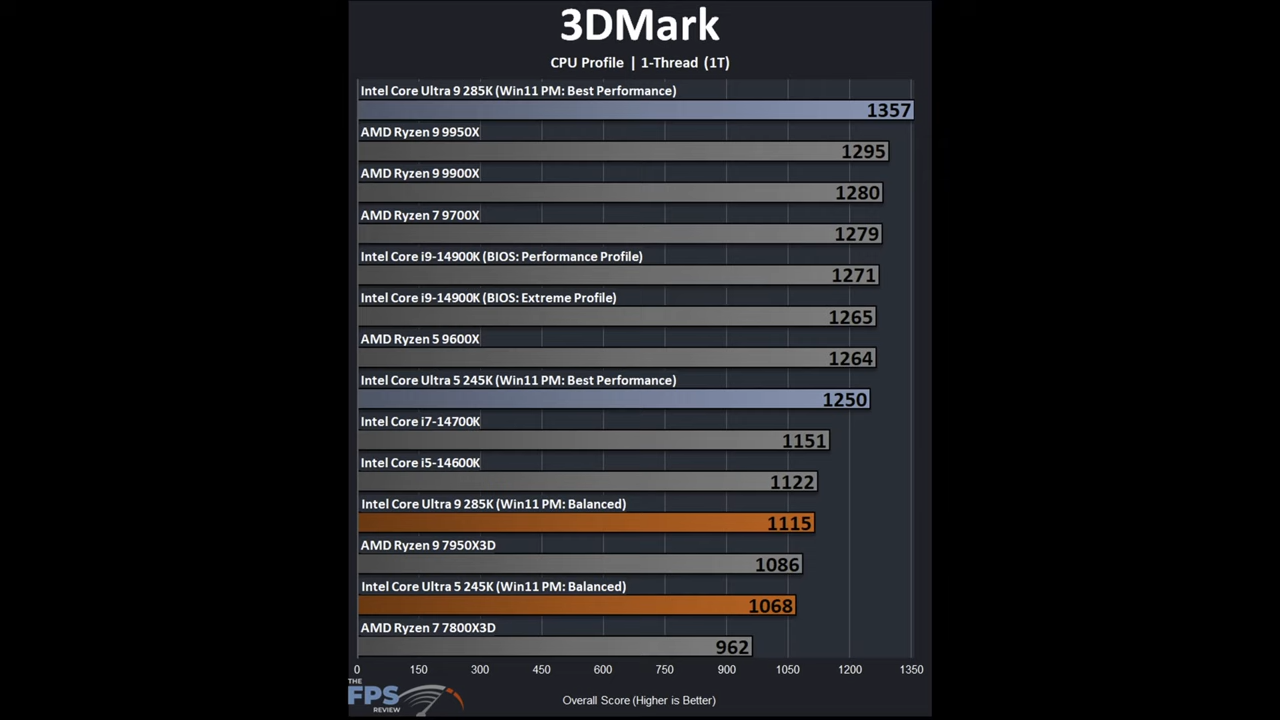 3DMark
CPU Profile | 1-Thread (1T)
Intel Core Ultra 9 285K (Win11 PM: Best Performance)
1357
AMD Ryzen 9 9950X
1295
AMD Ryzen 9 9900X
1280
AMD Ryzen 7 9700X
1279
Intel Core i9-14900K (BIOS: Performance Profile)
1271
Intel Core i9-14900K (BIOS: Extreme Profile)
1265
AMD Ryzen 5 9600X
1264
Intel Core Ultra 5 245K (Win11 PM: Best Performance)
1250
Intel Core i7-14700K
1151
Intel Core i5-14600K
1122
Intel Core Ultra 9 285K (Win11 PM: Balanced)
1115
AMD Ryzen 9 7950X3D
1086
Intel Core Ultra 5 245K (Win11 PM: Balanced)
1068
AMD Ryzen 7 7800X3D
962
0 150 300 450 600 750 900 1050 1200 1350
THE
FPS
REVIEW
Overall Score (Higher is Better)